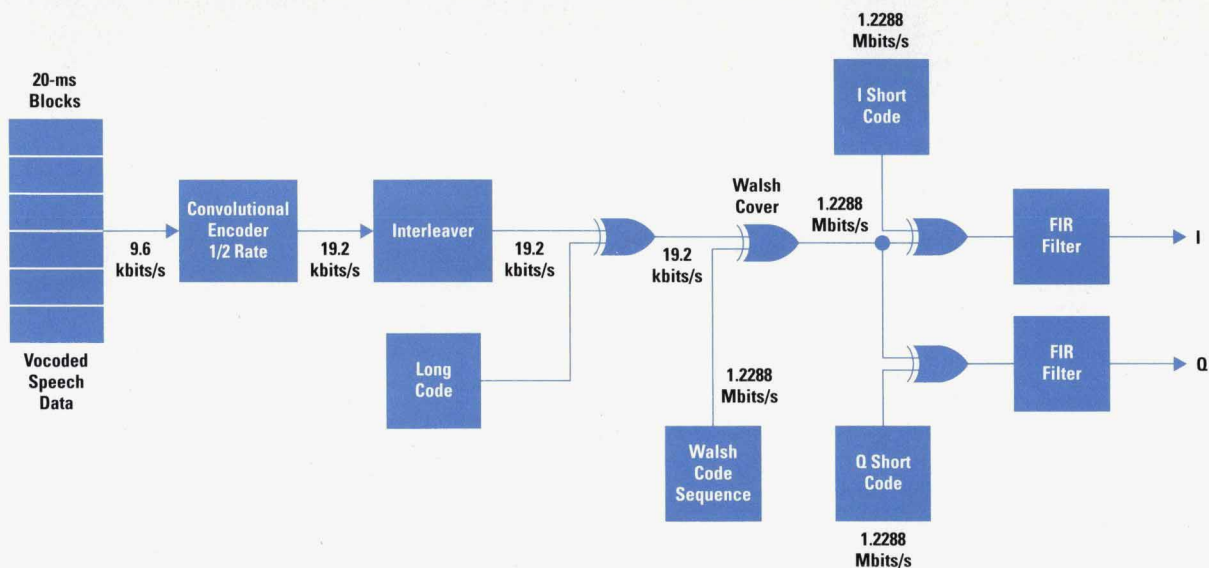 20-ms
Blocks
Vocoded
Speech
Data
9.6
kbits/s
Convolutional
Encoder
1/2 Rate
19.2
kbits/s
Interleaver
19.2
kbits/s
Long
Code
19.2
kbits/s
Walsh
Cover
1.2288
Mbits/s
Walsh
Code
Sequence
1.2288
Mbits/s
1.2288
Mbits/s
I Short
Code
FIR
Filter
I
Q Short
Code
1.2288
Mbits/s
FIR
Filter
Q